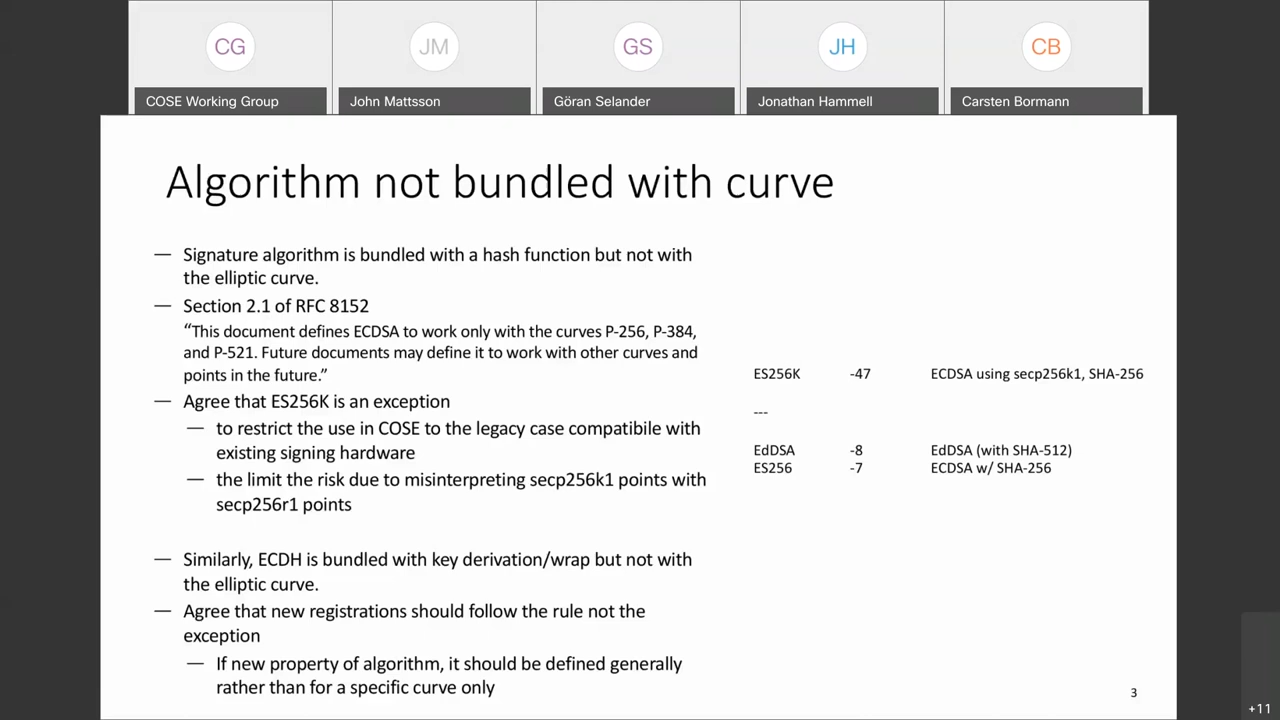 CG
JM
GS
JH
CB
COSE Working Group
John Mattsson
Göran Selander
Jonathan Hammell
Carsten Bormann
Algorithm not bundled with curve
— Signature algorithm is bundled with a hash function but not with
the elliptic curve.
— Section 2.1 of RFC 8152
“This document defines ECDSA to work only with the curves P-256, P-384,
and P-521. Future documents may define it to work with other curves and
points in the future.”
— Agree that ES256K is an exception
— to restrict the use in COSE to the legacy case compatibile with
existing signing hardware
— the limit the risk due to misinterpreting secp256k1 points with
secp256r1 points
— Similarly, ECDH is bundled with key derivation/wrap but not with
the elliptic curve.
— Agree that new registrations should follow the rule not the
exception
— If new property of algorithm, it should be defined generally
rather than for a specific curve only
ES256K -47 ECDSA using secp256k1, SHA-256
---
EdDSA -8 EdDSA (with SHA-512)
ES256 -7 ECDSA w/ SHA-256
3
+11